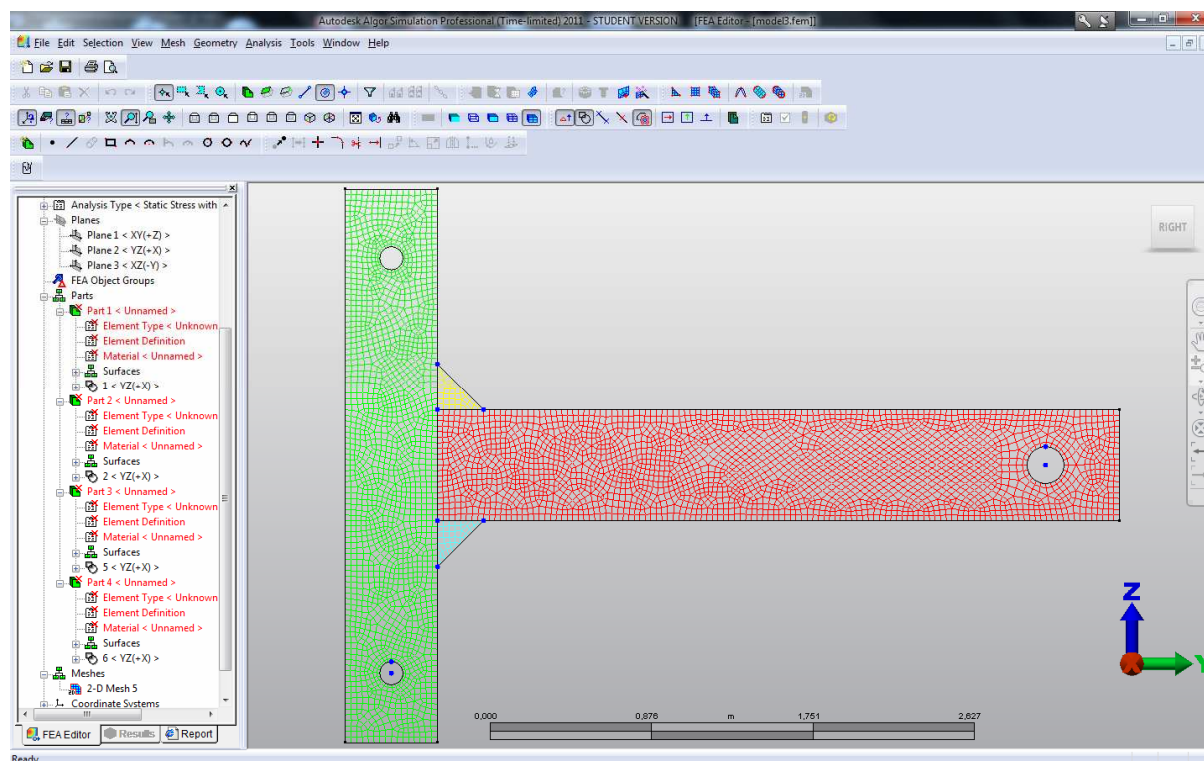 Autodesk Algor Simulation Professional (Time-limited) 2011 - STUDENT VERSION [FEA Editor - [model3.fem]]
File Edit Selection View Mesh Geometry Analysis Tools Window Help
Analysis Type < Static Stress with
Planes
Plane 1 < XY(+Z) >
Plane 2 < YZ(+X) >
Plane 3 < XZ(-Y) >
FEA Object Groups
Parts
Part 1 < Unnamed >
Element Type < Unknown
Element Definition
Material < Unnamed >
Surfaces
1 < YZ(+X) >
Part 2 < Unnamed >
Element Type < Unknown
Element Definition
Material < Unnamed >
Surfaces
2 < YZ(+X) >
Part 3 < Unnamed >
Element Type < Unknown
Element Definition
Material < Unnamed >
Surfaces
5 < YZ(+X) >
Part 4 < Unnamed >
Element Type < Unknown
Element Definition
Material < Unnamed >
Surfaces
6 < YZ(+X) >
Meshes
2-D Mesh 5
Coordinate Systems
FEA Editor Results Report
Ready
RIGHT
Z
Y
0,000 0,876 m 1,751 2,627